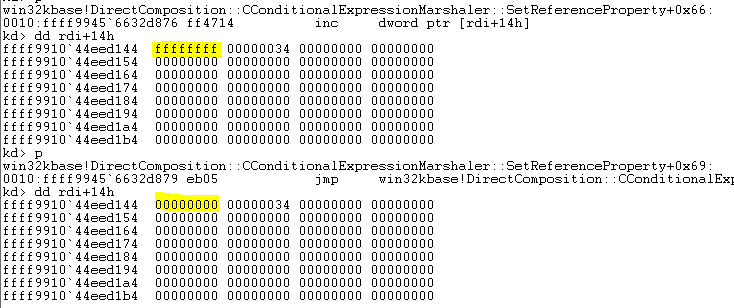 win32kbase!DirectComposition::CConditionalExpressionMarshaler::SetReferenceProperty+0x66:
0010:ffff9945`6632d876 ff4714          inc     dword ptr [rdi+14h]
kd> dd rdi+14h
ffff9910`44eed144  ffffffff 00000034 00000000 00000000
ffff9910`44eed154  00000000 00000000 00000000 00000000
ffff9910`44eed164  00000000 00000000 00000000 00000000
ffff9910`44eed174  00000000 00000000 00000000 00000000
ffff9910`44eed184  00000000 00000000 00000000 00000000
ffff9910`44eed194  00000000 00000000 00000000 00000000
ffff9910`44eed1a4  00000000 00000000 00000000 00000000
ffff9910`44eed1b4  00000000 00000000 00000000 00000000
kd> p
win32kbase!DirectComposition::CConditionalExpressionMarshaler::SetReferenceProperty+0x69:
0010:ffff9945`6632d879 eb05            jmp     win32kbase!DirectComposition::CConditionalExp
kd> dd rdi+14h
ffff9910`44eed144  00000000 00000034 00000000 00000000
ffff9910`44eed154  00000000 00000000 00000000 00000000
ffff9910`44eed164  00000000 00000000 00000000 00000000
ffff9910`44eed174  00000000 00000000 00000000 00000000
ffff9910`44eed184  00000000 00000000 00000000 00000000
ffff9910`44eed194  00000000 00000000 00000000 00000000
ffff9910`44eed1a4  00000000 00000000 00000000 00000000
ffff9910`44eed1b4  00000000 00000000 00000000 00000000